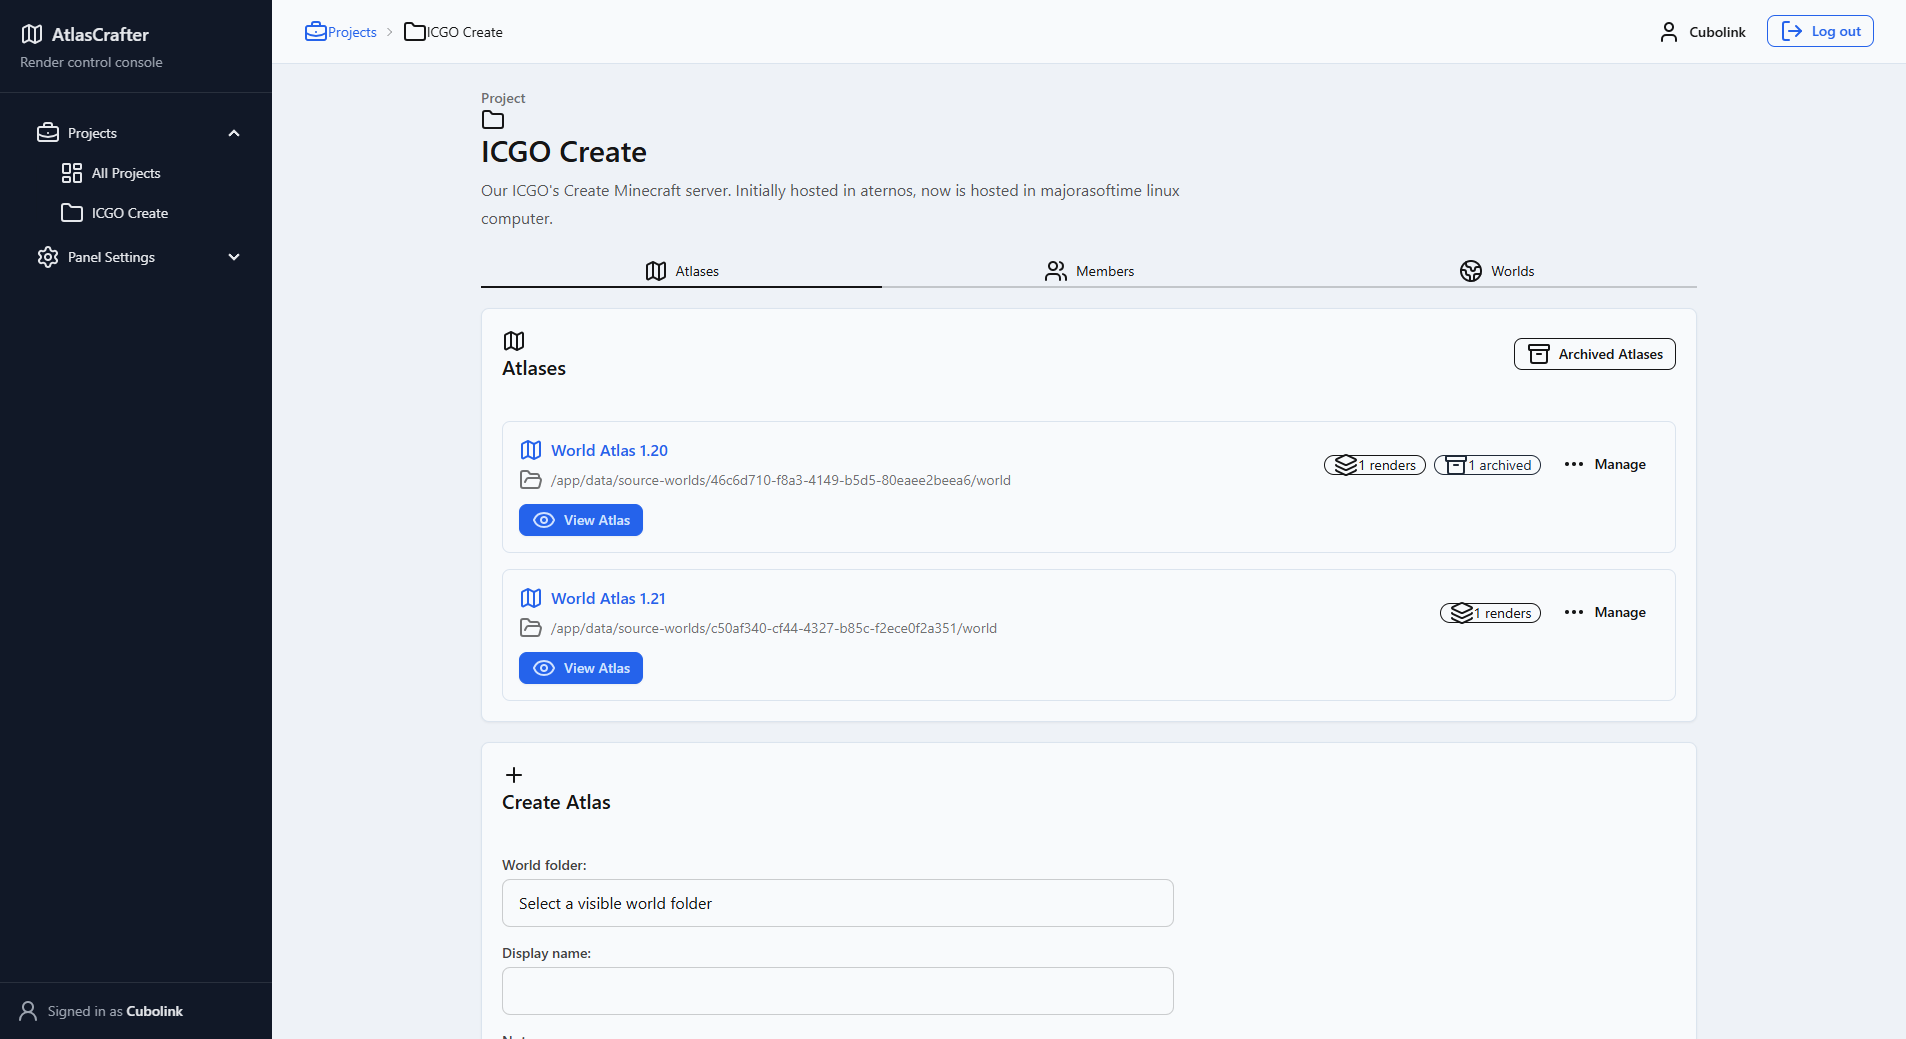 AtlasCrafter
Render control console
Projects
All Projects
ICGO Create
Panel Settings
Signed in as Cubolink
Projects > ICGO Create
Cubolink
Log out
Project
ICGO Create
Our ICGO's Create Minecraft server. Initially hosted in aternos, now is hosted in majorasoftime linux
computer.
Atlases
Members
Worlds
Atlases
Archived Atlases
World Atlas 1.20
/app/data/source-worlds/46c6d710-f8a3-4149-b5d5-80eaee2beea6/world
1 renders
1 archived
Manage
View Atlas
World Atlas 1.21
/app/data/source-worlds/c50af340-cf44-4327-b85c-f2ece0f2a351/world
1 renders
Manage
View Atlas
Create Atlas
World folder:
Select a visible world folder
Display name: